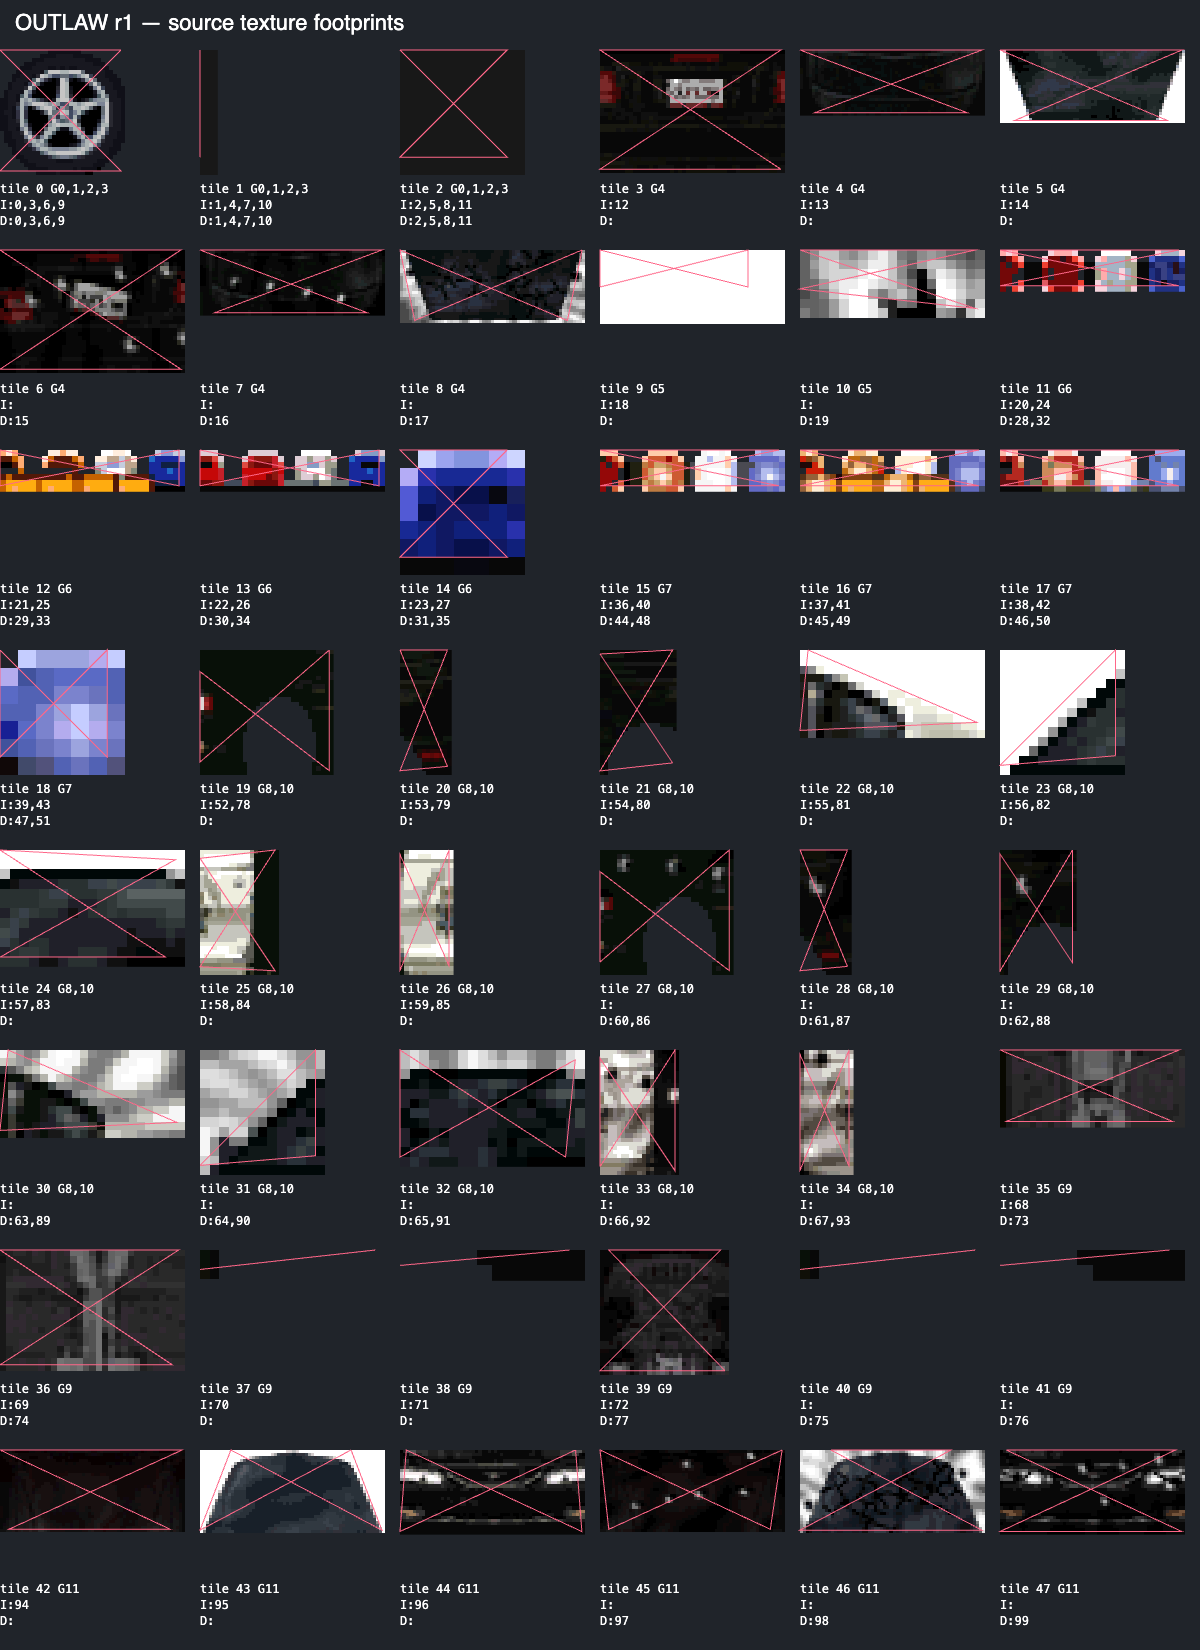 OUTLAW r1 — source texture footprints
tile 0 G0,1,2,3
I:0,3,6,9
D:0,3,6,9
tile 1 G0,1,2,3
I:1,4,7,10
D:1,4,7,10
tile 2 G0,1,2,3
I:2,5,8,11
D:2,5,8,11
tile 3 G4
I:12
D:
tile 4 G4
I:13
D:
tile 5 G4
I:14
D:
tile 6 G4
I:
D:15
tile 7 G4
I:
D:16
tile 8 G4
I:
D:17
tile 9 G5
I:18
D:
tile 10 G5
I:
D:19
tile 11 G6
I:20,24
D:28,32
tile 12 G6
I:21,25
D:29,33
tile 13 G6
I:22,26
D:30,34
tile 14 G6
I:23,27
D:31,35
tile 15 G7
I:36,40
D:44,48
tile 16 G7
I:37,41
D:45,49
tile 17 G7
I:38,42
D:46,50
tile 18 G7
I:39,43
D:47,51
tile 19 G8,10
I:52,78
D:
tile 20 G8,10
I:53,79
D:
tile 21 G8,10
I:54,80
D:
tile 22 G8,10
I:55,81
D:
tile 23 G8,10
I:56,82
D:
tile 24 G8,10
I:57,83
D:
tile 25 G8,10
I:58,84
D:
tile 26 G8,10
I:59,85
D:
tile 27 G8,10
I:
D:60,86
tile 28 G8,10
I:
D:61,87
tile 29 G8,10
I:
D:62,88
tile 30 G8,10
I:
D:63,89
tile 31 G8,10
I:
D:64,90
tile 32 G8,10
I:
D:65,91
tile 33 G8,10
I:
D:66,92
tile 34 G8,10
I:
D:67,93
tile 35 G9
I:68
D:73
tile 36 G9
I:69
D:74
tile 37 G9
I:70
D:
tile 38 G9
I:71
D:
tile 39 G9
I:72
D:77
tile 40 G9
I:
D:75
tile 41 G9
I:
D:76
tile 42 G11
I:94
D:
tile 43 G11
I:95
D:
tile 44 G11
I:96
D:
tile 45 G11
I:
D:97
tile 46 G11
I:
D:98
tile 47 G11
I:
D:99